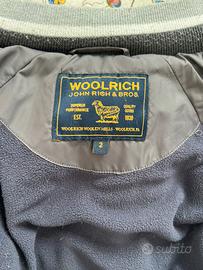 WOOLRICH
JOHN RICH & BROS.
SUPERIOR PERFORMANCE
QUALITY GOODS
EST.
1830
WOOLRICH WOOLEN MILLS - WOOLRICH, PA.
2
subito